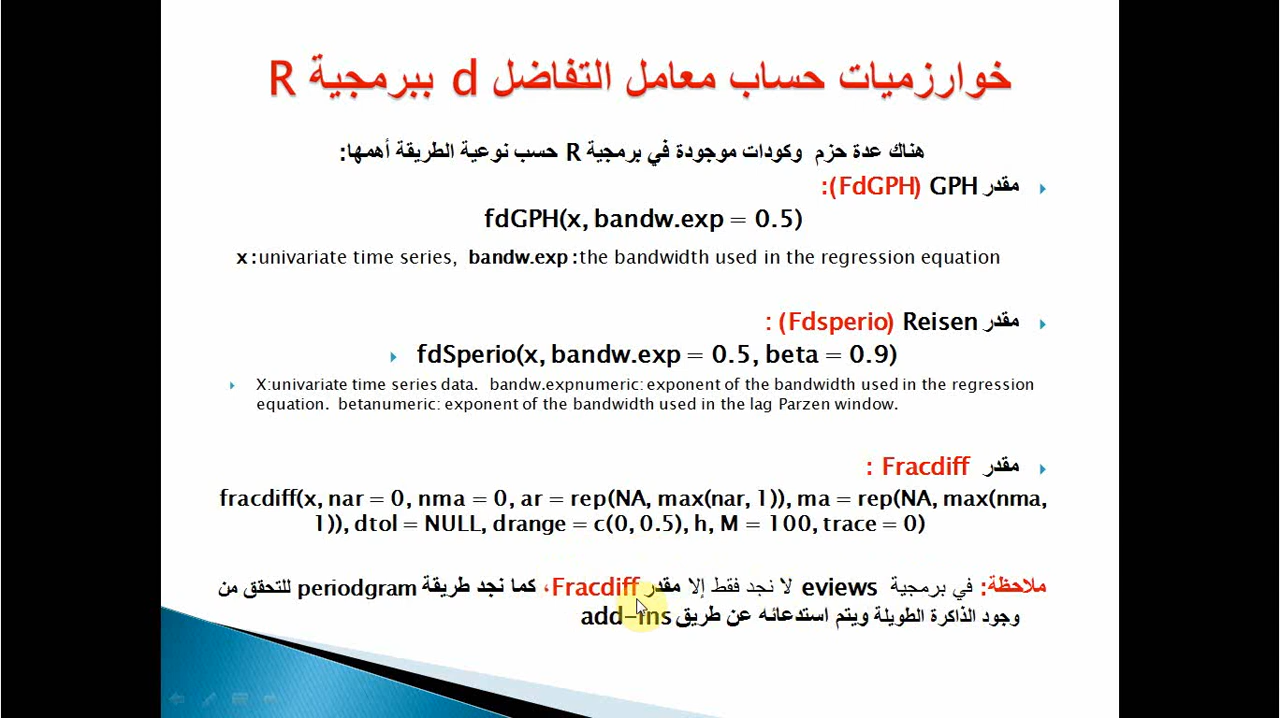 خوارزميات حساب معامل التفاضل d ببرمجية R
هناك عدة حزم وكودات موجودة في برمجية R حسب نوعية الطريقة أهمها:
مقدر GPH (FdGPH):
fdGPH(x, bandw.exp = 0.5)
x:univariate time series, bandw.exp:the bandwidth used in the regression equation
مقدر Reisen (Fdsperio) :
fdSperio(x, bandw.exp = 0.5, beta = 0.9)
X:univariate time series data. bandw.expnumeric: exponent of the bandwidth used in the regression
equation. betanumeric: exponent of the bandwidth used in the lag Parzen window.
مقدر Fracdiff :
fracdiff(x, nar = 0, nma = 0, ar = rep(NA, max(nar, 1)), ma = rep(NA, max(nma,
1)), dtol = NULL, drange = c(0, 0.5), h, M = 100, trace = 0)
ملاحظة: في برمجية eviews لا نجد فقط إلا مقدر Fracdiff، كما نجد طريقة periodgram للتحقق من
وجود الذاكرة الطويلة ويتم استدعائه عن طريق add-ins